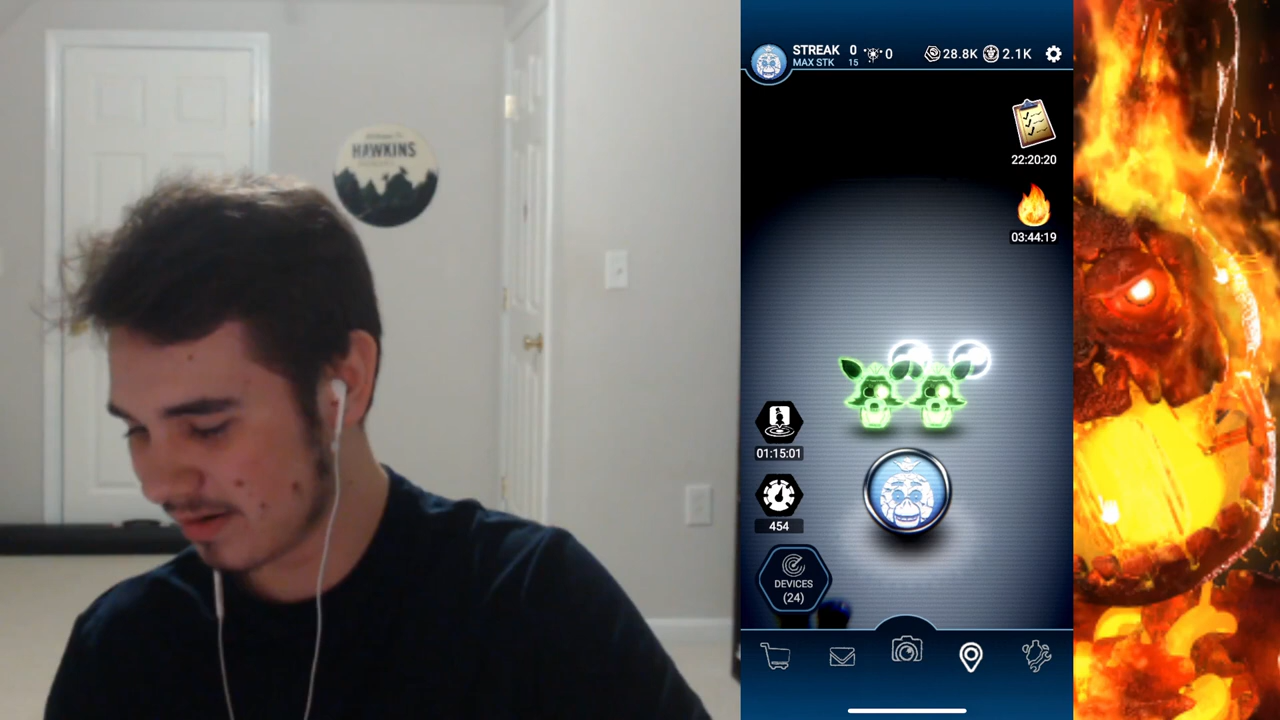 HAWKINS
STREAK 0 0 28.8K 2.1K
MAX STK 15
22:20:20
03:44:19
01:15:01
454
DEVICES
(24)